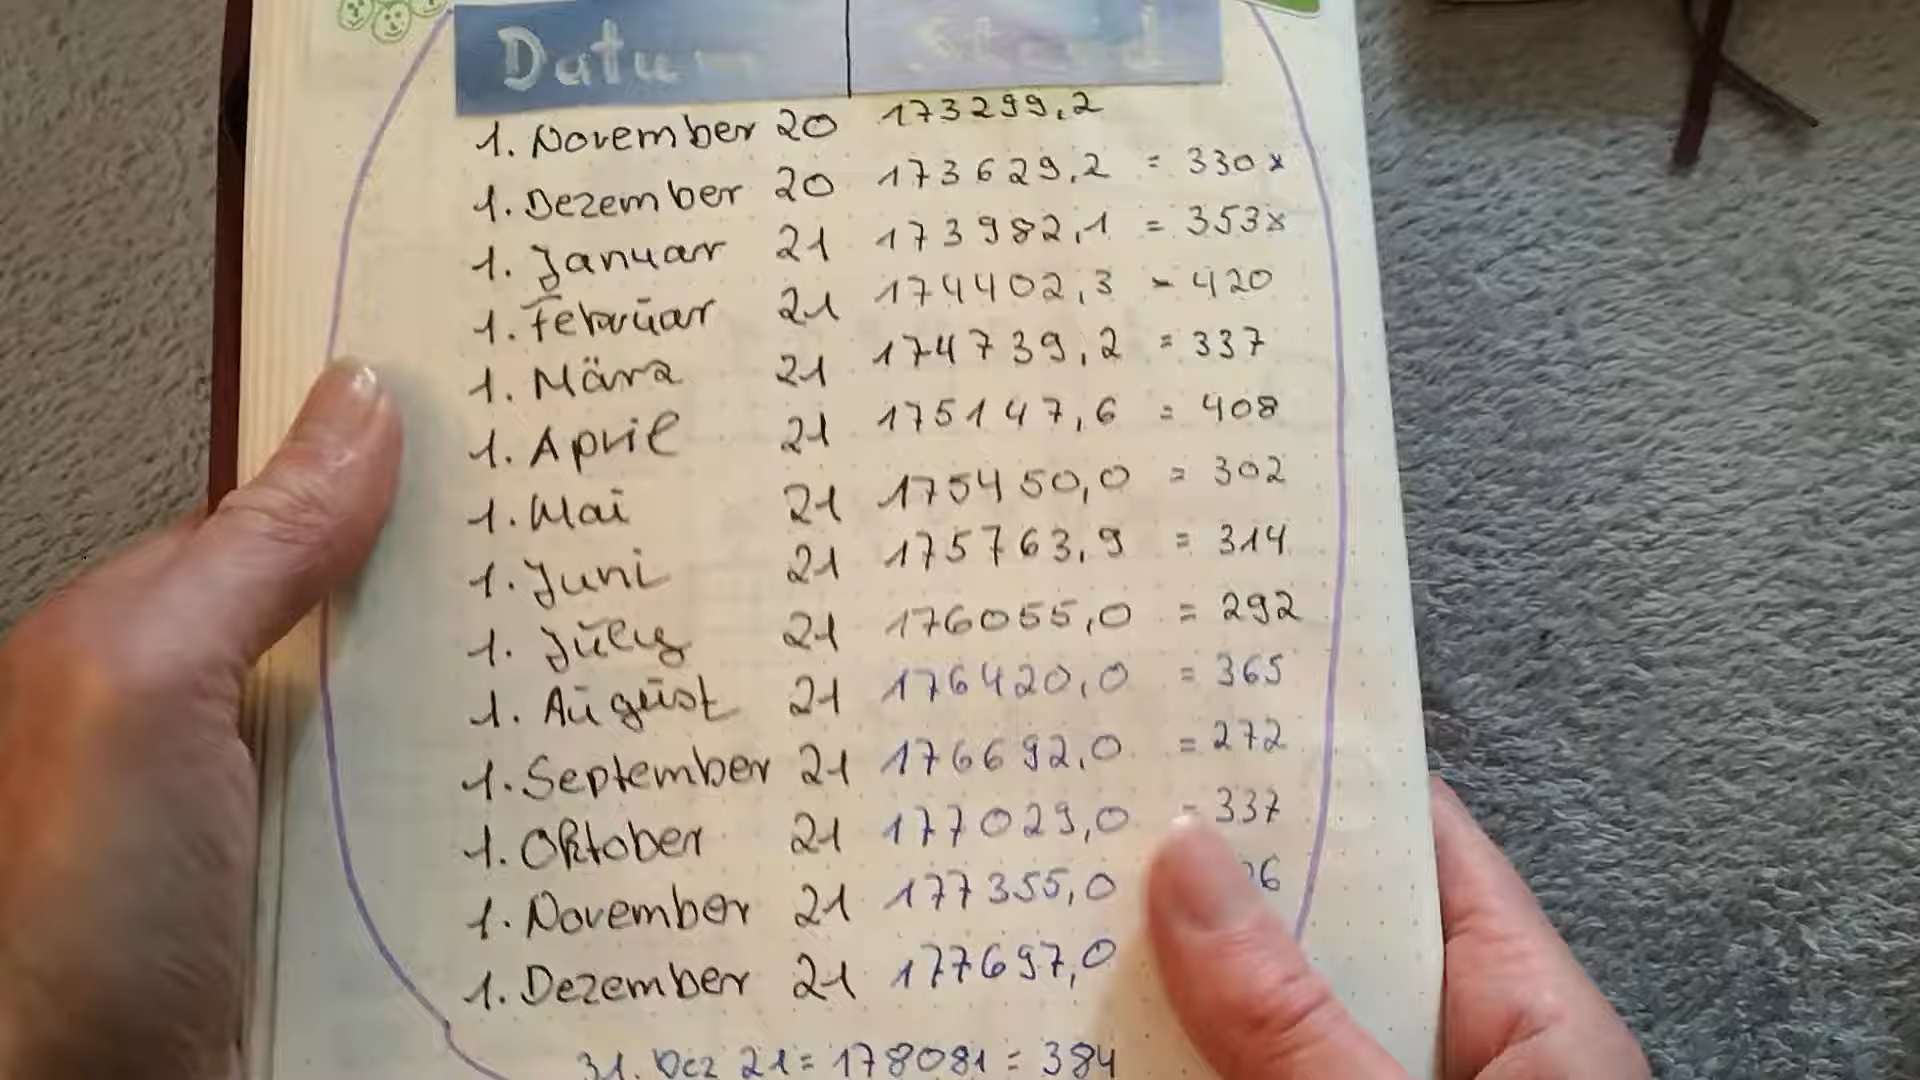 Datum Stand
1. November 20 173299,2
1. Dezember 20 173629,2 = 330x
1. Januar 21 173982,1 = 353x
1. Februar 21 174402,3 - 420
1. März 21 174739,2 = 337
1. April 21 175147,6 = 408
1. Mai 21 175450,0 = 302
1. Juni 21 175763,9 = 314
1. July 21 176055,0 = 292
1. August 21 176420,0 = 365
1. September 21 176692,0 = 272
1. Oktober 21 177029,0 - 337
1. November 21 177355,0
1. Dezember 21 177697,0
31. Dez 21 = 178081 = 384